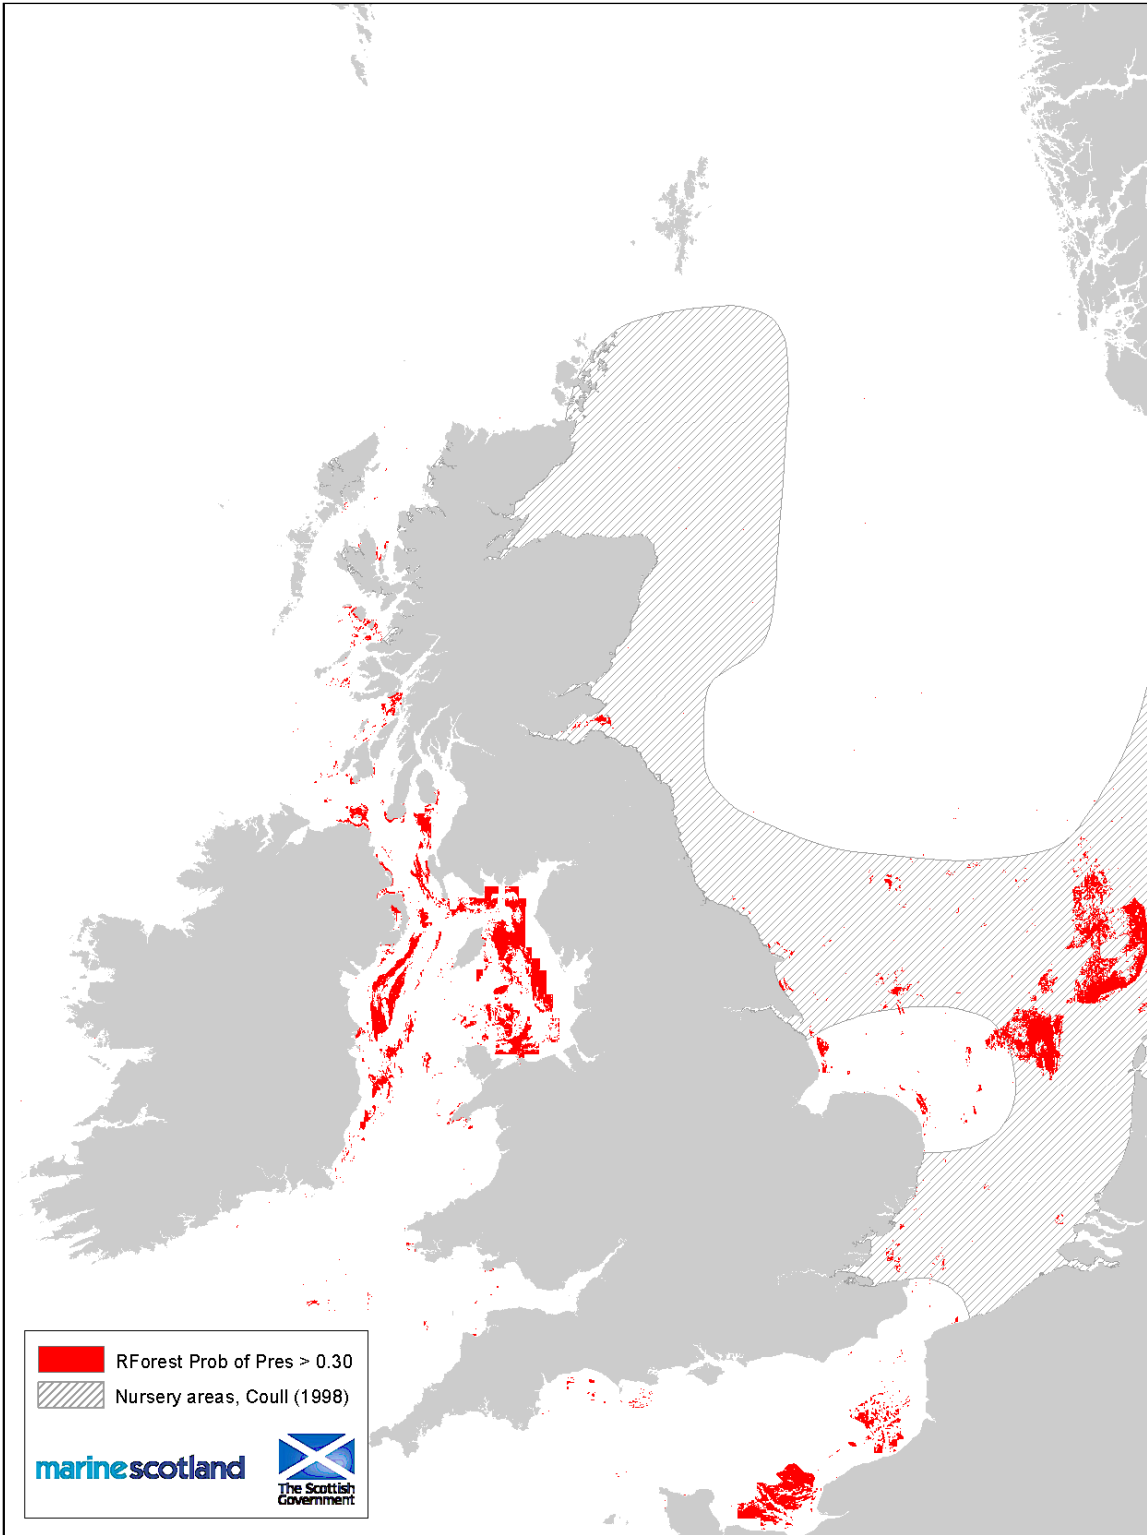 RForest Prob of Pres > 0.30
Nursery areas, Coull (1998)
marinescotland
The Scottish
Government